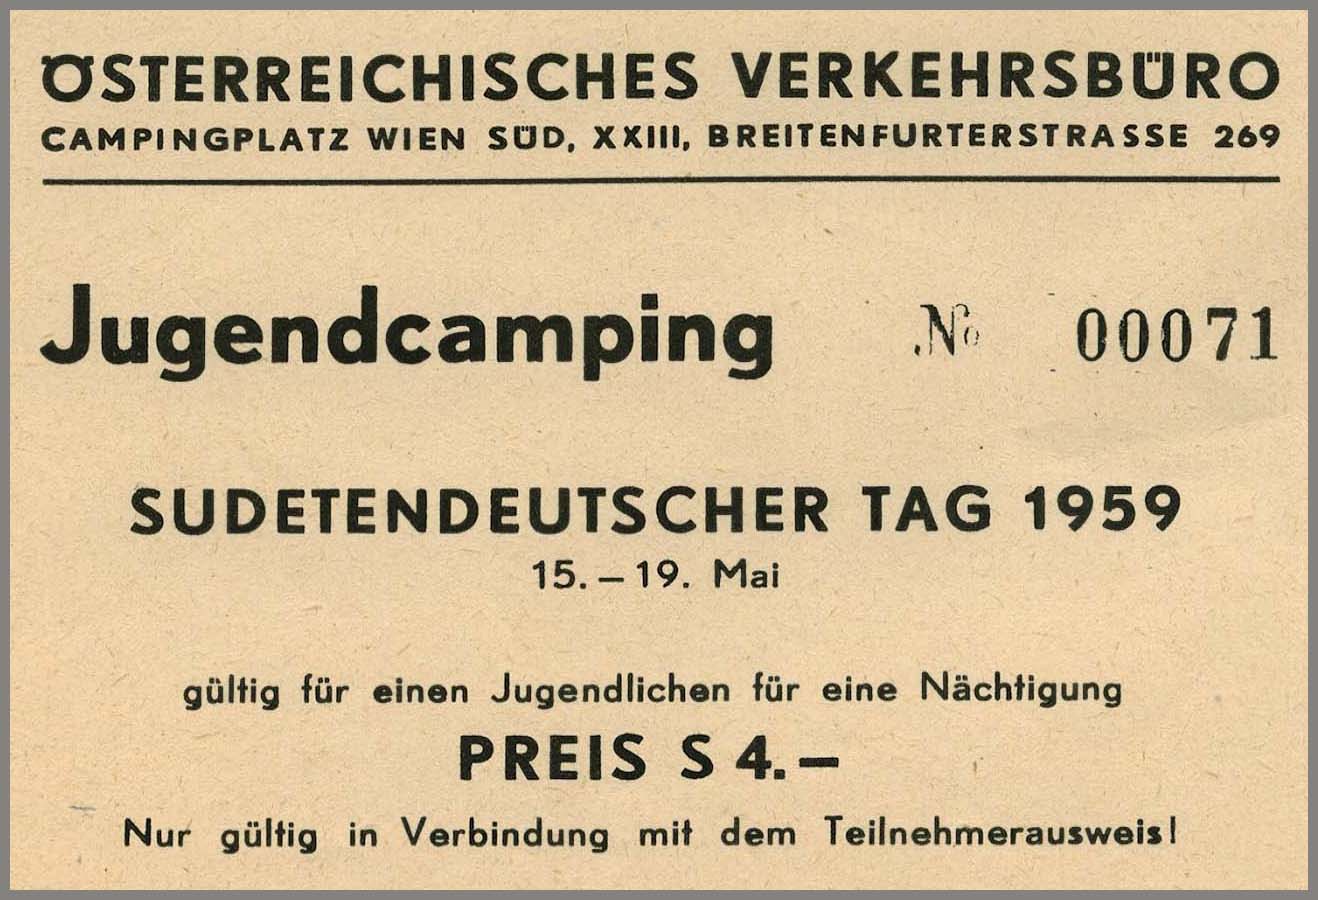 ÖSTERREICHISCHES VERKEHRSBÜRO
CAMPINGPLATZ WIEN SÜD, XXIII, BREITENFURTERSTRASSE 269
Jugendcamping № 00071
SUDETENDEUTSCHER TAG 1959
15. – 19. Mai
gültig für einen Jugendlichen für eine Nächtigung
PREIS S 4.–
Nur gültig in Verbindung mit dem Teilnehmerausweis!